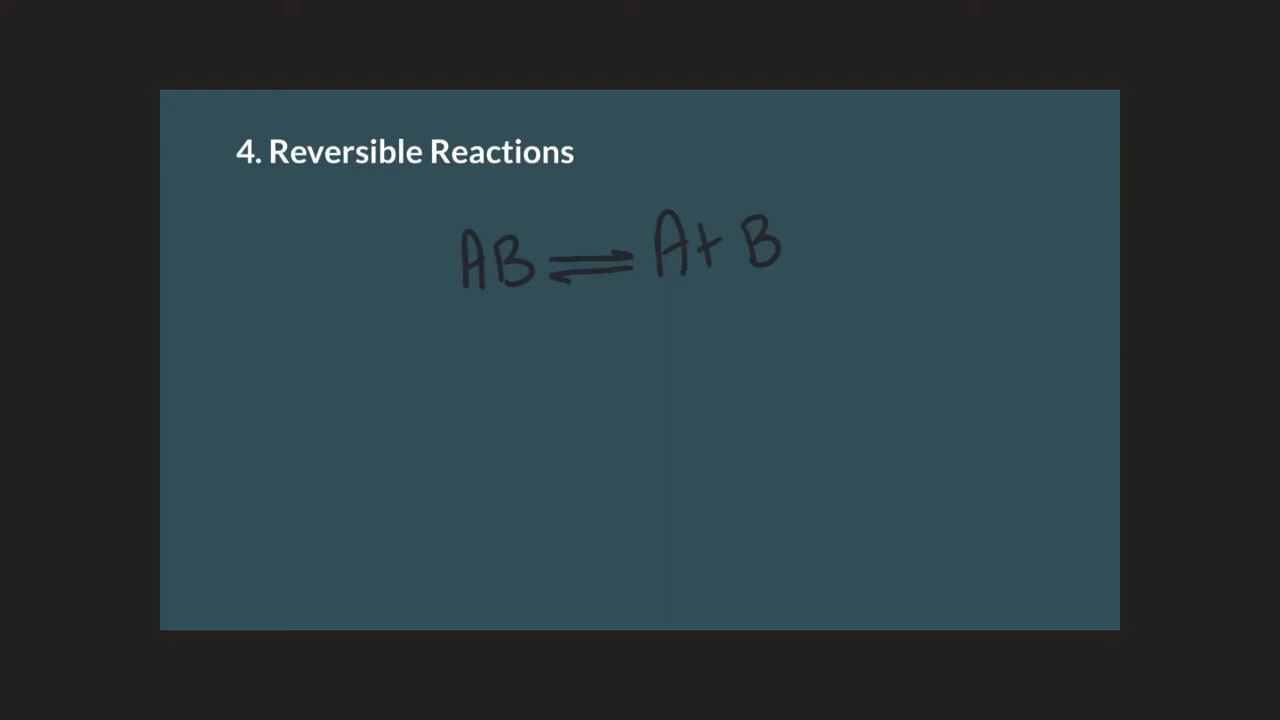 4. Reversible Reactions
AB ⇌ A + B